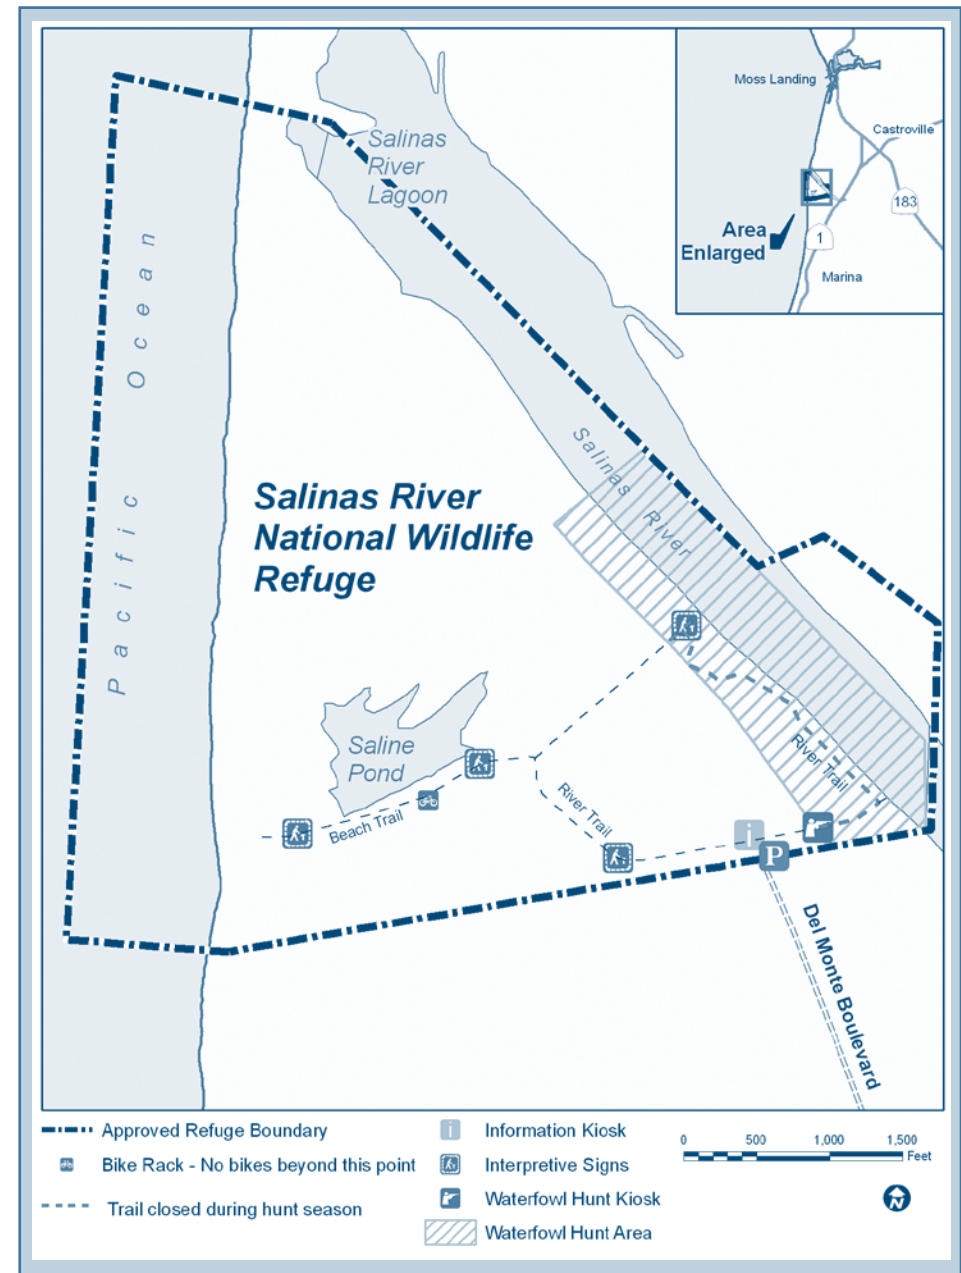 Salinas
River
Lagoon
Moss Landing
Castroville
183
Area
Enlarged
1
Marina
Pacific Ocean
Salinas River
Salinas River
National Wildlife
Refuge
Saline
Pond
River Trail
River Trail
Beach Trail
i
P
Del Monte Boulevard
Approved Refuge Boundary
Bike Rack - No bikes beyond this point
Trail closed during hunt season
i
Information Kiosk
Interpretive Signs
Waterfowl Hunt Kiosk
Waterfowl Hunt Area
0 500 1,000 1,500
Feet
N